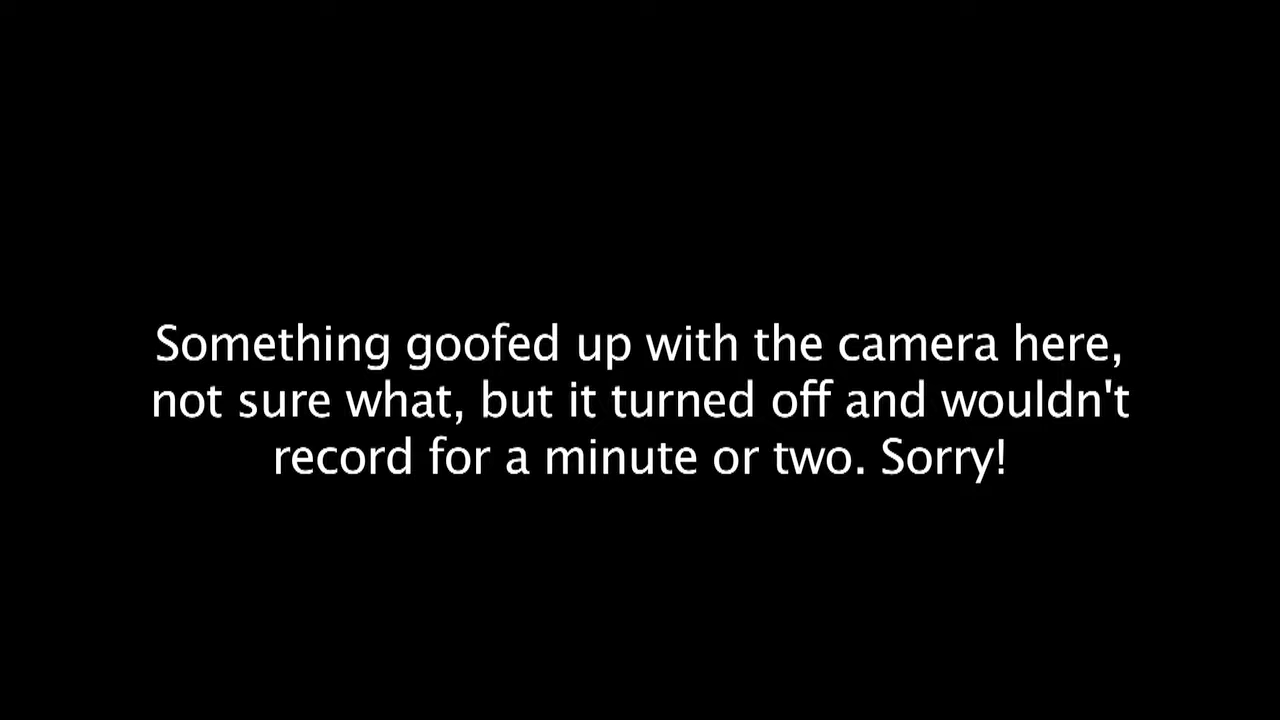 Something goofed up with the camera here,
not sure what, but it turned off and wouldn't
record for a minute or two. Sorry!